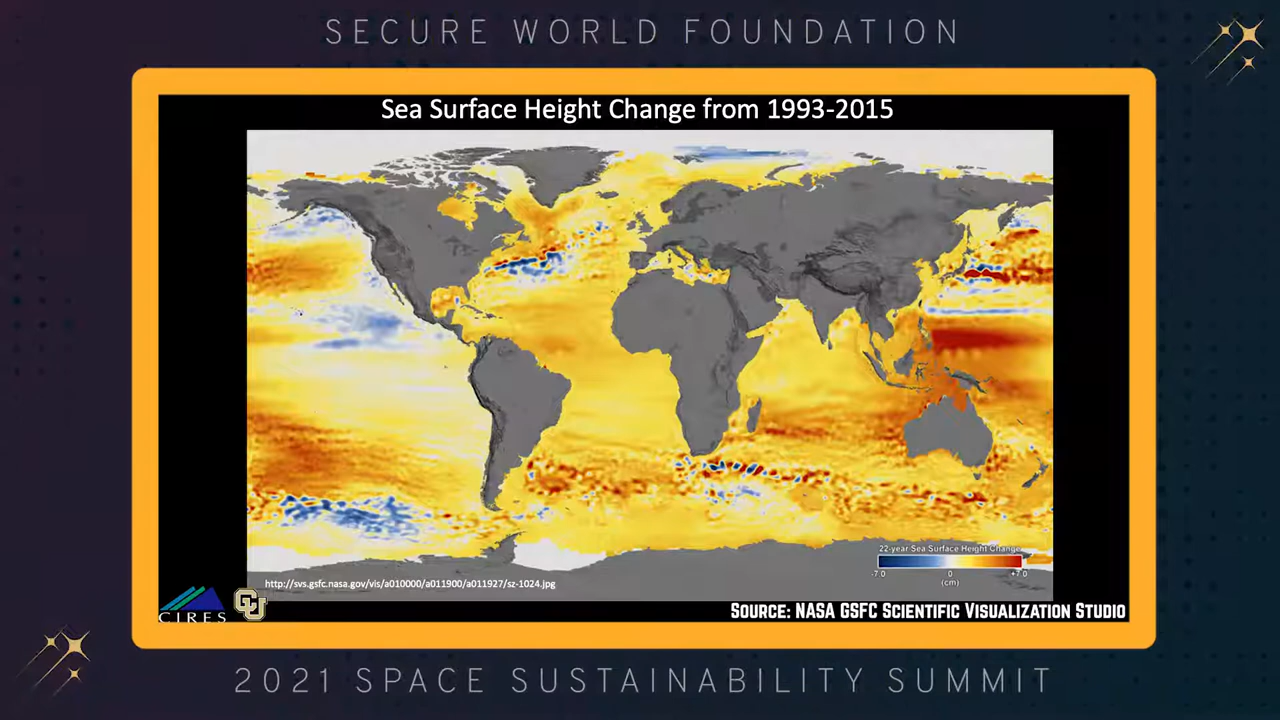 SECURE WORLD FOUNDATION
Sea Surface Height Change from 1993-2015
22-year Sea Surface Height Change
-7.0 0 +7.0
(cm)
http://svs.gsfc.nasa.gov/vis/a010000/a011900/a011927/sz-1024.jpg
CIRES
CU
SOURCE: NASA GSFC SCIENTIFIC VISUALIZATION STUDIO
2021 SPACE SUSTAINABILITY SUMMIT